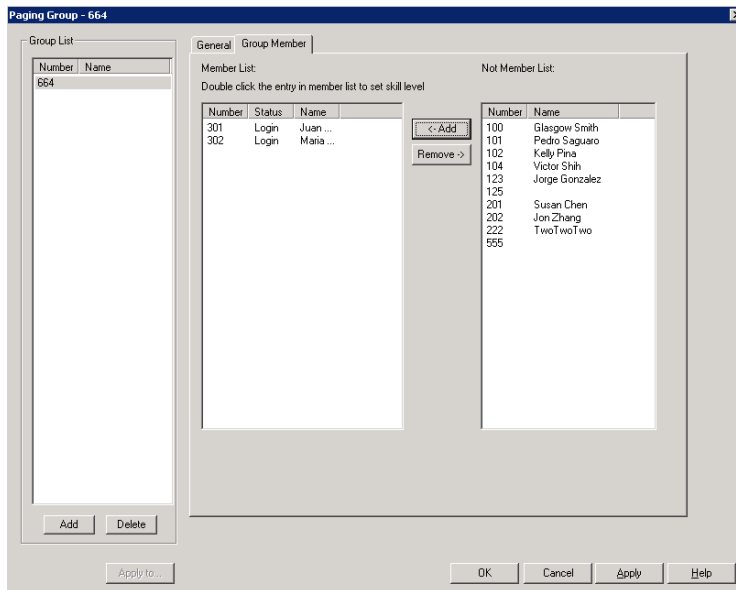 Paging Group - 664
Group List
Number Name
664
Add Delete
Apply to...
General Group Member
Member List:
Double click the entry in member list to set skill level
Number Status Name
301 Login Juan ...
302 Login Maria ...
<- Add
Remove ->
Not Member List:
Number Name
100 Glasgow Smith
101 Pedro Saguaro
102 Kelly Pina
104 Victor Shih
123 Jorge Gonzalez
125
201 Susan Chen
202 Jon Zhang
222 TwoTwoTwo
555
OK Cancel Apply Help